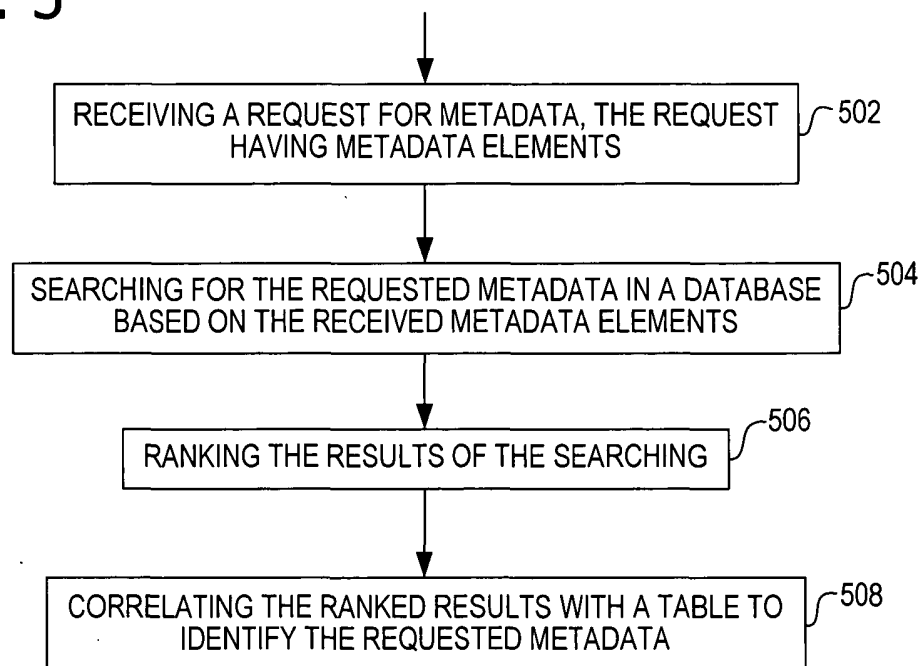 . 5
RECEIVING A REQUEST FOR METADATA, THE REQUEST
HAVING METADATA ELEMENTS
502
SEARCHING FOR THE REQUESTED METADATA IN A DATABASE
BASED ON THE RECEIVED METADATA ELEMENTS
504
RANKING THE RESULTS OF THE SEARCHING
506
CORRELATING THE RANKED RESULTS WITH A TABLE TO
IDENTIFY THE REQUESTED METADATA
508